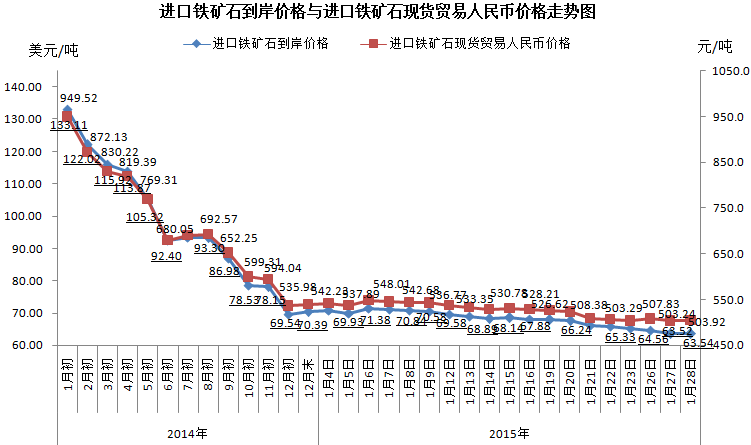 进口铁矿石到岸价格与进口铁矿石现货贸易人民币价格走势图
美元/吨
进口铁矿石到岸价格
进口铁矿石现货贸易人民币价格
元/吨
140.00
130.00
120.00
110.00
100.00
90.00
80.00
70.00
60.00
949.52
872.13
830.22
819.39
769.31
680.05
692.57
652.25
599.31
594.04
535.98
542.23
537.89
548.01
542.68
536.77
533.35
530.78
528.21
526.62
508.38
503.29
507.83
503.24
503.92
133.11
122.02
115.92
113.87
105.32
92.40
93.30
86.98
78.53
78.15
69.54
70.39
69.93
71.38
70.84
70.58
69.58
68.89
68.14
67.88
66.24
65.33
64.56
63.54
1050.0
950.0
850.0
750.0
650.0
550.0
450.0
1月初
2月初
3月初
4月初
5月初
6月初
7月初
8月初
9月初
10月初
11月初
12月初
12月末
1月4日
1月5日
1月6日
1月7日
1月8日
1月9日
1月12日
1月13日
1月14日
1月15日
1月16日
1月19日
1月20日
1月21日
1月22日
1月23日
1月26日
1月27日
1月28日
2014年
2015年